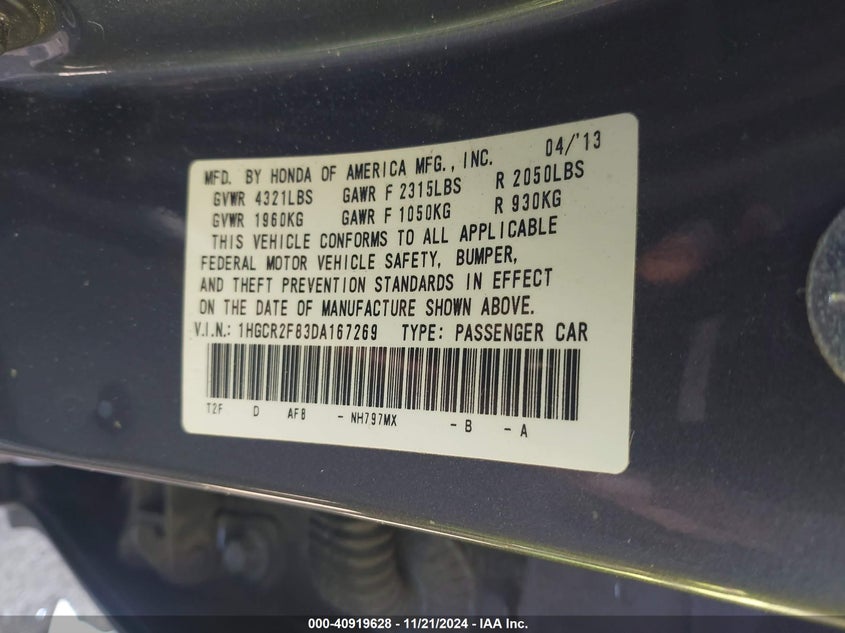 MFD. BY HONDA OF AMERICA MFG., INC. 04/'13
GVWR 4321LBS GAWR F 2315LBS R 2050LBS
GVWR 1960KG GAWR F 1050KG R 930KG
THIS VEHICLE CONFORMS TO ALL APPLICABLE
FEDERAL MOTOR VEHICLE SAFETY, BUMPER,
AND THEFT PREVENTION STANDARDS IN EFFECT
ON THE DATE OF MANUFACTURE SHOWN ABOVE.
V.I.N.: 1HGCR2F83DA167269 TYPE: PASSENGER CAR
T2F D AF8 - NH797MX - B - A
000-40919628 - 11/21/2024 - IAA Inc.